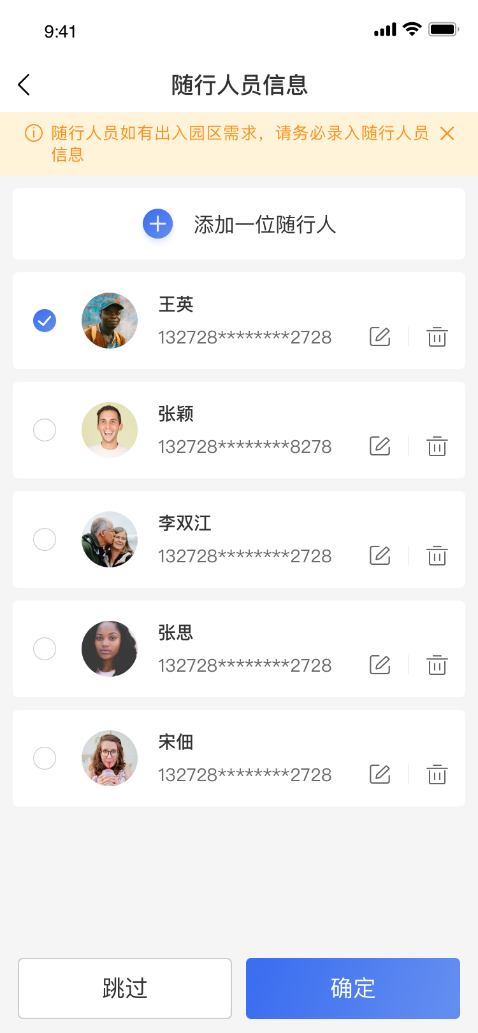 9:41
随行人员信息
随行人员如有出入园区需求，请务必录入随行人员
信息
添加一位随行人
王英
132728********2728
张颖
132728********8278
李双江
132728********2728
张思
132728********2728
宋佃
132728********2728
跳过
确定